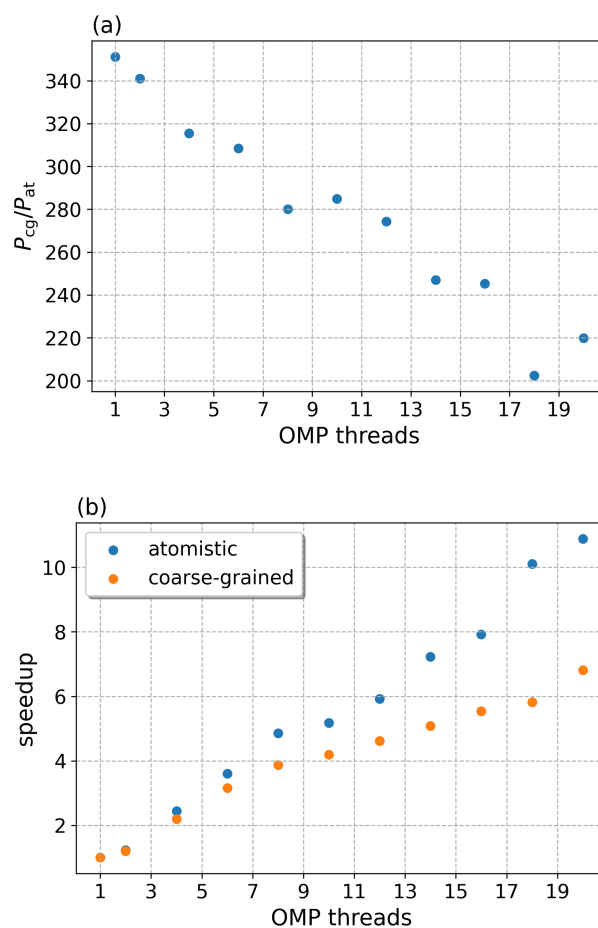 (a)
P_cg/P_at
340
320
300
280
260
240
220
200
1 3 5 7 9 11 13 15 17 19
OMP threads
(b)
atomistic
coarse-grained
speedup
10
8
6
4
2
1 3 5 7 9 11 13 15 17 19
OMP threads